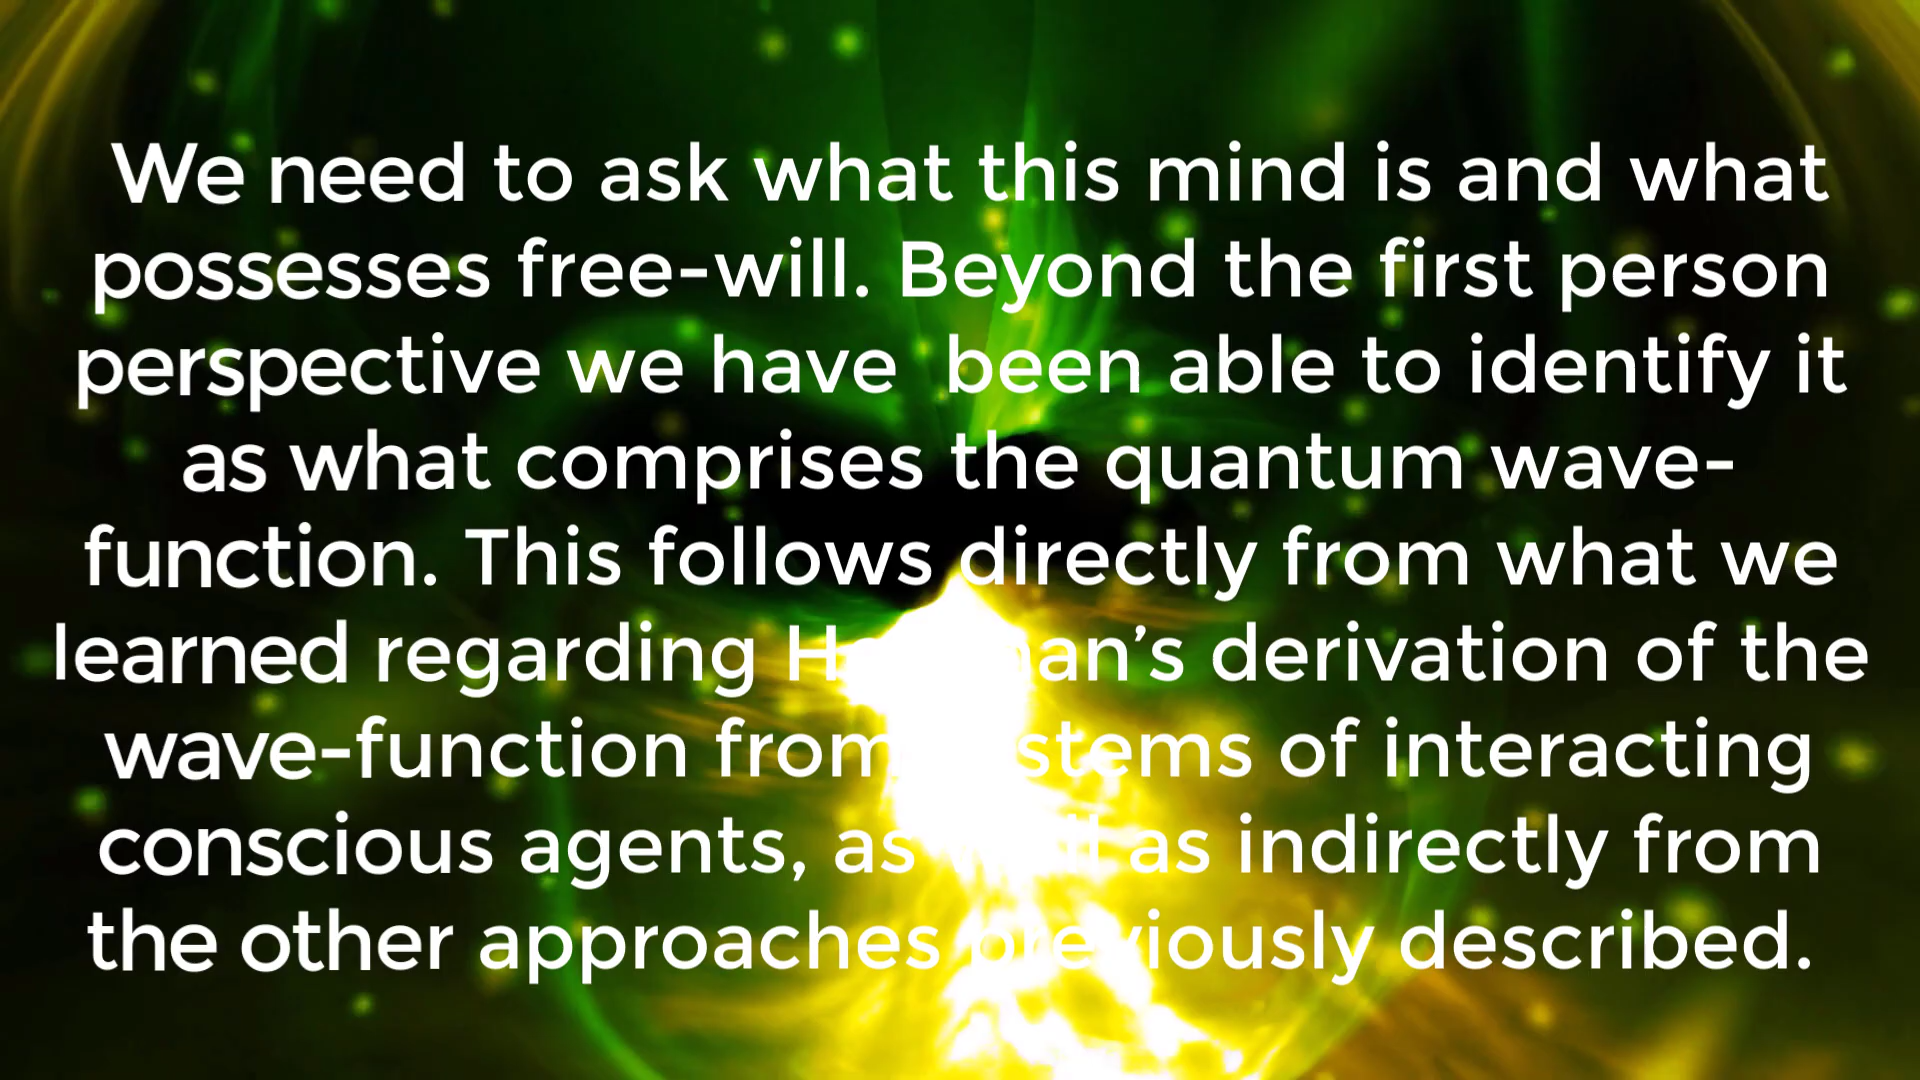 We need to ask what this mind is and what
possesses free-will. Beyond the first person
perspective we have been able to identify it
as what comprises the quantum wave-
function. This follows directly from what we
learned regarding derivation of the
wave-function from systems of interacting
conscious agents, as well as indirectly from
the other approaches previously described.